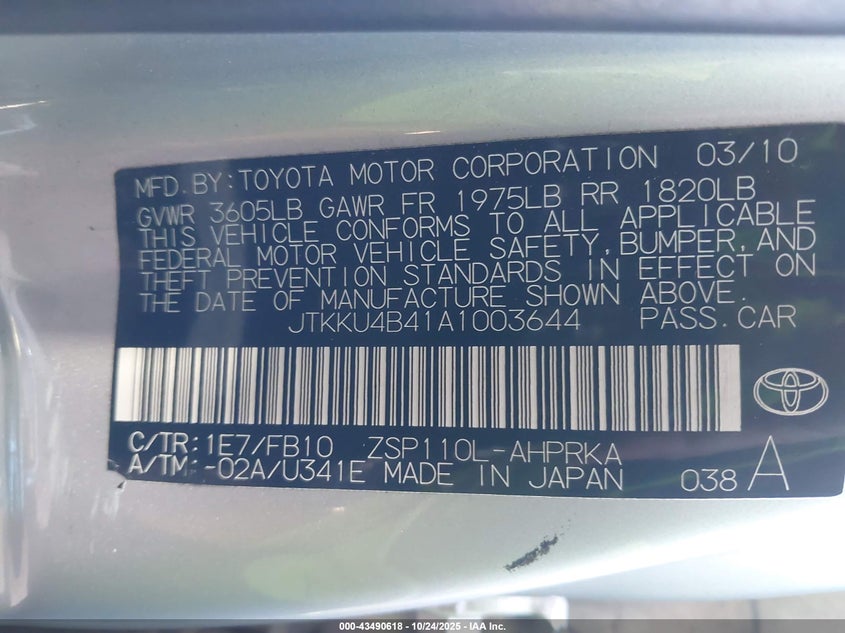 MFD. BY: TOYOTA MOTOR CORPORATION 03/10
GVWR 3605LB GAWR FR 1975LB RR 1820LB
THIS VEHICLE CONFORMS TO ALL APPLICABLE
FEDERAL MOTOR VEHICLE SAFETY, BUMPER, AND
THEFT PREVENTION STANDARDS IN EFFECT ON
THE DATE OF MANUFACTURE SHOWN ABOVE.
JTKKU4B41A1003644 PASS. CAR
C/TR: 1E7/FB10 ZSP110L-AHPRKA
A/TM: -02A/U341E MADE IN JAPAN 038 A
000-43490618 - 10/24/2025 - IAA Inc.